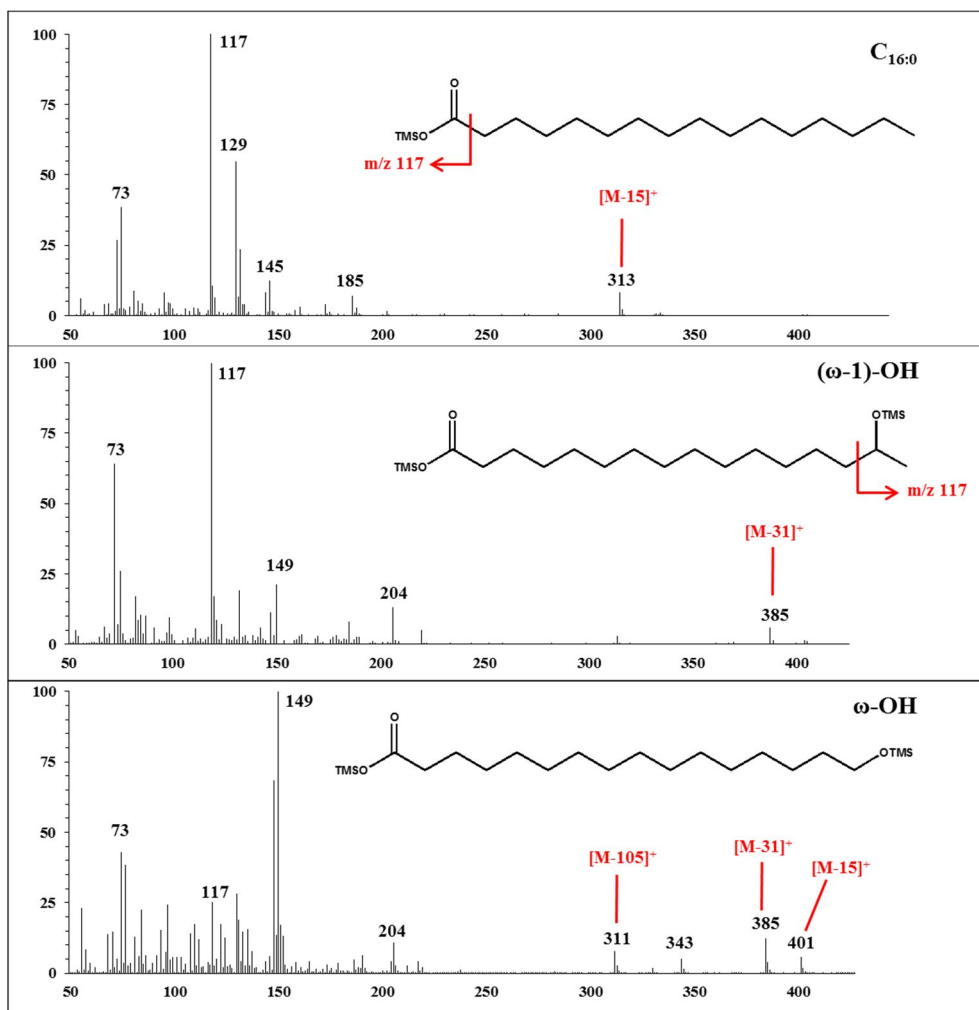 C16:0
100
75
50
25
0
117
129
73
145
185
[M-15]+
313
O
TMSO
m/z 117
50 100 150 200 250 300 350 400
(ω-1)-OH
100
75
50
25
0
117
73
149
204
[M-31]+
385
O
TMSO
OTMS
m/z 117
50 100 150 200 250 300 350 400
ω-OH
100
75
50
25
0
149
73
117
204
[M-105]+
311
343
[M-31]+
385
[M-15]+
401
O
TMSO
OTMS
50 100 150 200 250 300 350 400